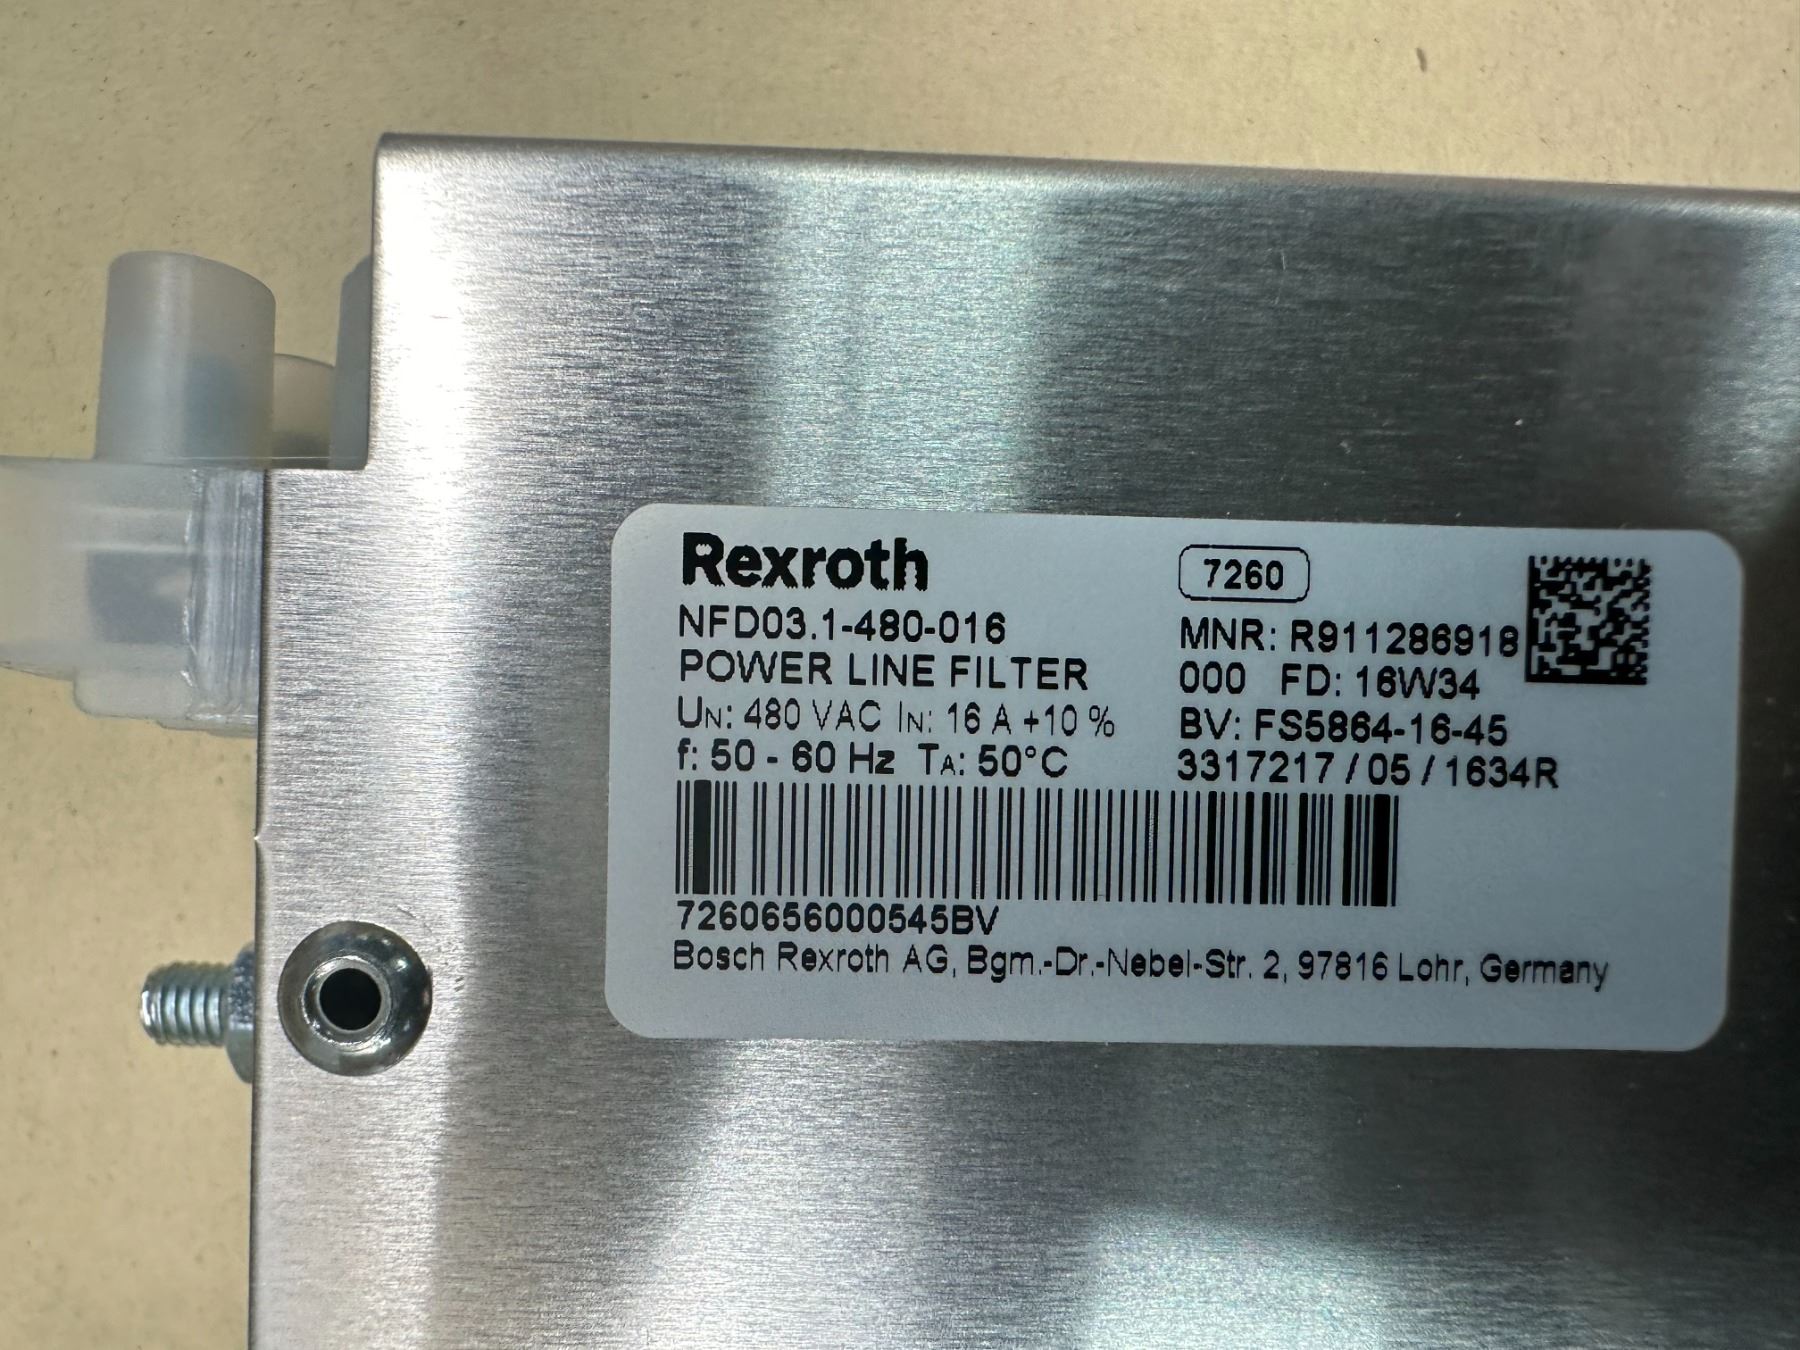 Rexroth
7260
NFD03.1-480-016
POWER LINE FILTER
UN: 480 VAC IN: 16 A +10 %
f: 50 - 60 Hz TA: 50°C
MNR: R911286918
000 FD: 16W34
BV: FS5864-16-45
3317217 / 05 / 1634R
7260656000545BV
Bosch Rexroth AG, Bgm.-Dr.-Nebel-Str. 2, 97816 Lohr, Germany